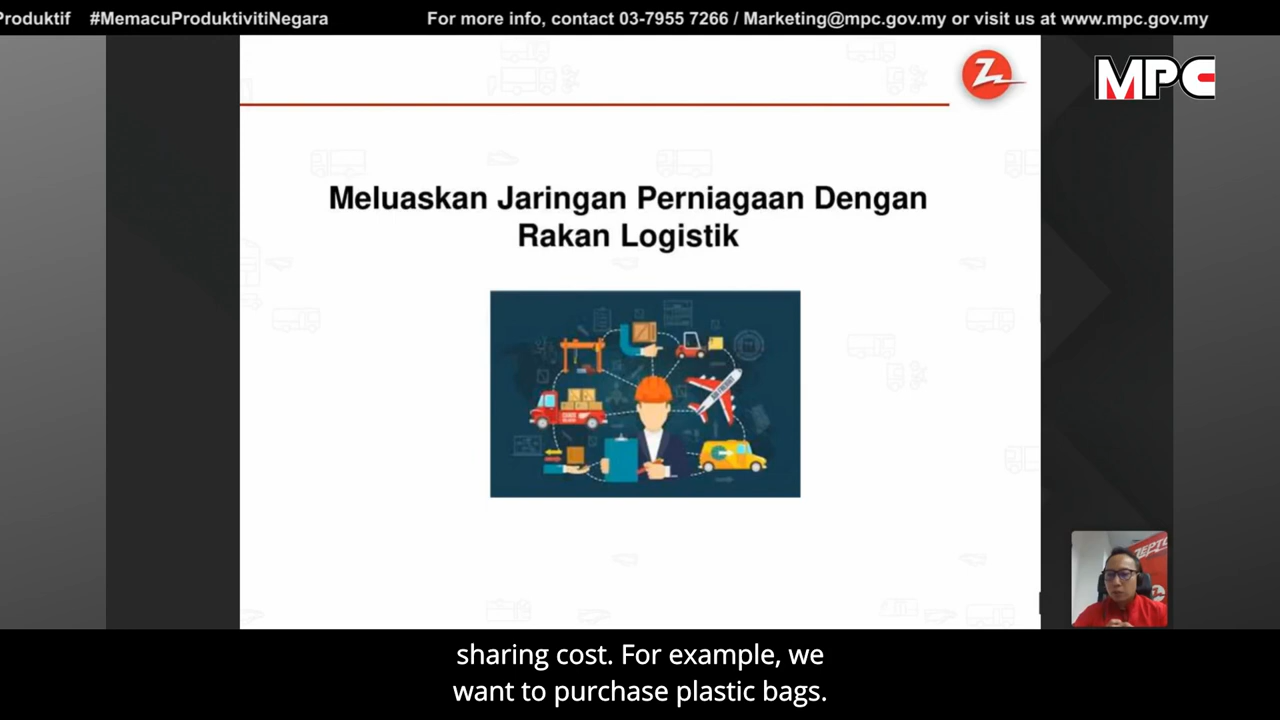 Produktif #MemacuProduktivitiNegara For more info, contact 03-7955 7266 / Marketing@mpc.gov.my or visit us at www.mpc.gov.my
Z
MPC
Meluaskan Jaringan Perniagaan Dengan
Rakan Logistik
ZEPTO
sharing cost. For example, we
want to purchase plastic bags.